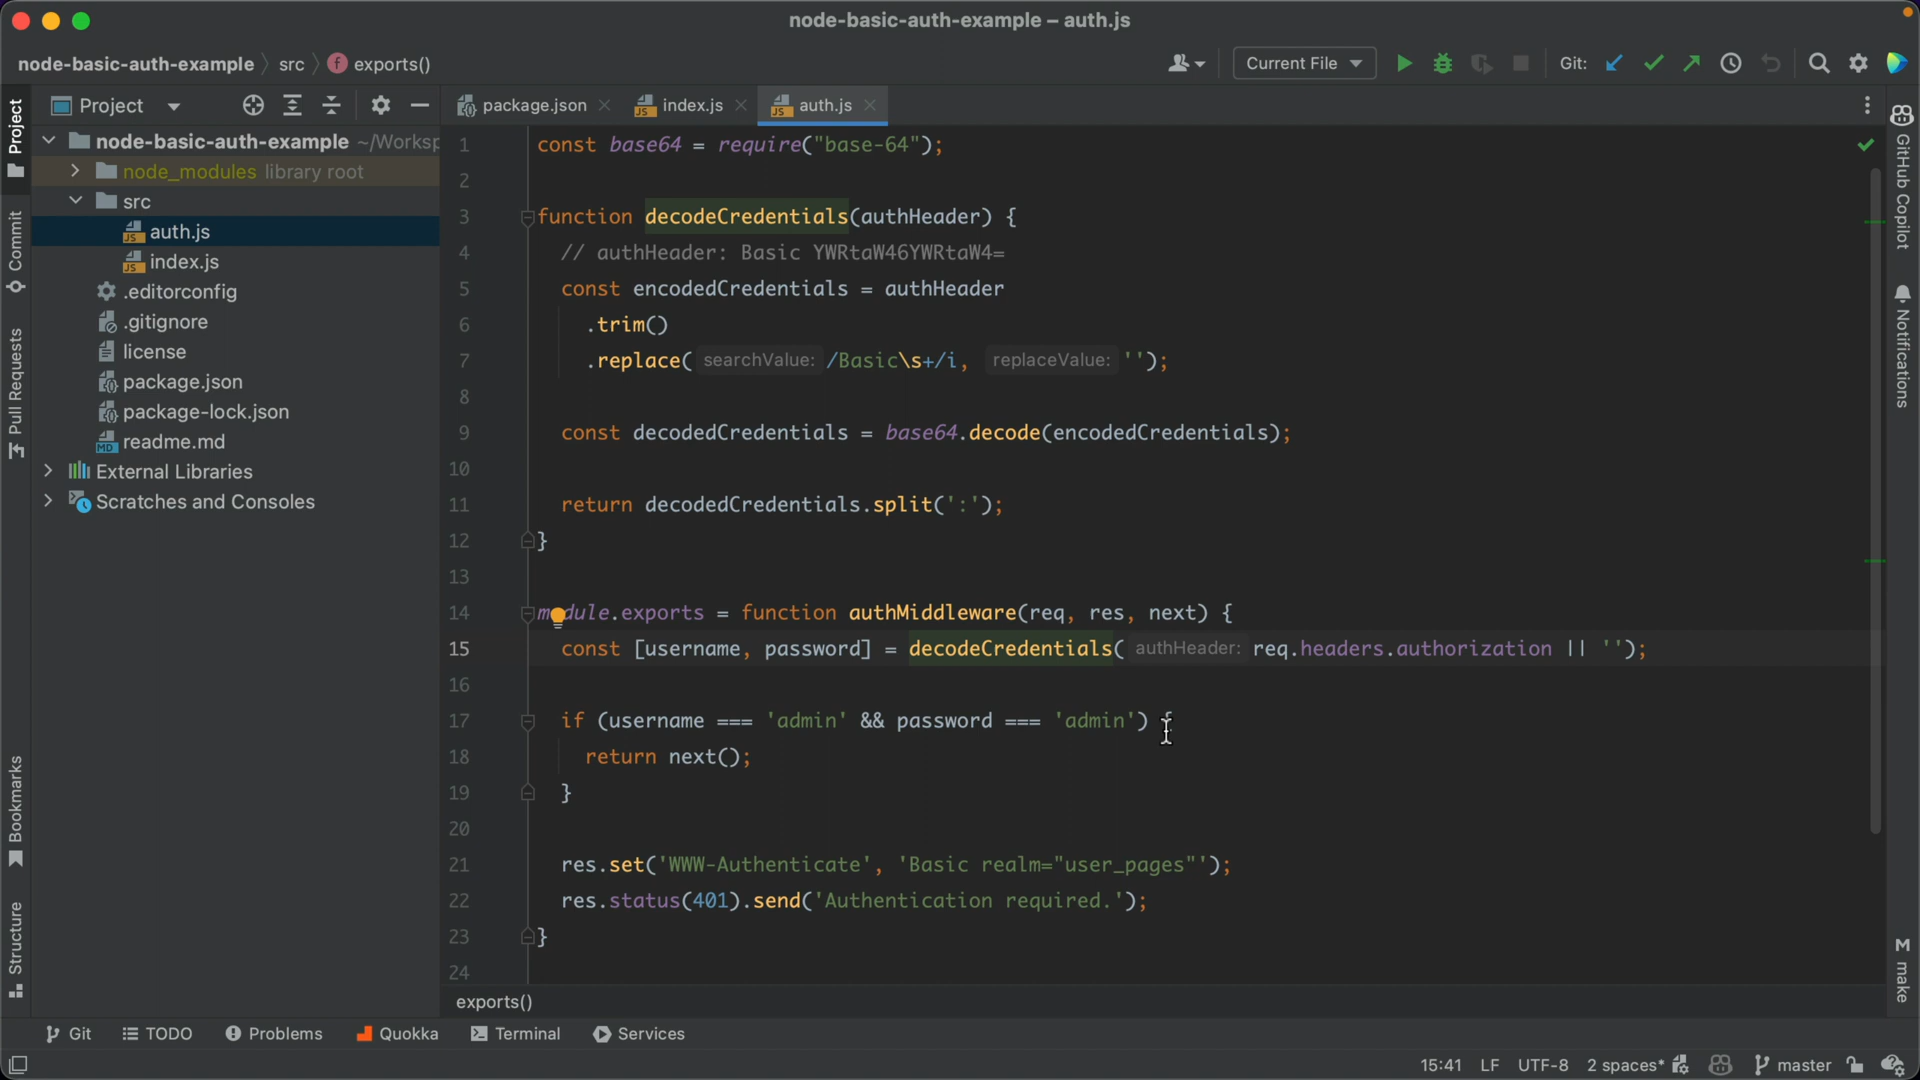 node-basic-auth-example – auth.js
node-basic-auth-example src f exports()
Current File Git:
Project
package.json index.js auth.js
Project
Commit
Pull Requests
Bookmarks
Structure
node-basic-auth-example ~/Worksp
node_modules library root
src
JS auth.js
JS index.js
.editorconfig
.gitignore
license
package.json
package-lock.json
MD readme.md
External Libraries
Scratches and Consoles
1 const base64 = require("base-64");
2
3 function decodeCredentials(authHeader) {
4 // authHeader: Basic YWRtaW46YWRtaW4=
5 const encodedCredentials = authHeader
6 .trim()
7 .replace( searchValue: /Basic\s+/i, replaceValue: '');
8
9 const decodedCredentials = base64.decode(encodedCredentials);
10
11 return decodedCredentials.split(':');
12 }
13
14 module.exports = function authMiddleware(req, res, next) {
15 const [username, password] = decodeCredentials( authHeader: req.headers.authorization || '');
16
17 if (username === 'admin' && password === 'admin') {
18 return next();
19 }
20
21 res.set('WWW-Authenticate', 'Basic realm="user_pages"');
22 res.status(401).send('Authentication required.');
23 }
24
exports()
GitHub Copilot
Notifications
M make
Git TODO Problems Quokka Terminal Services
15:41 LF UTF-8 2 spaces* master